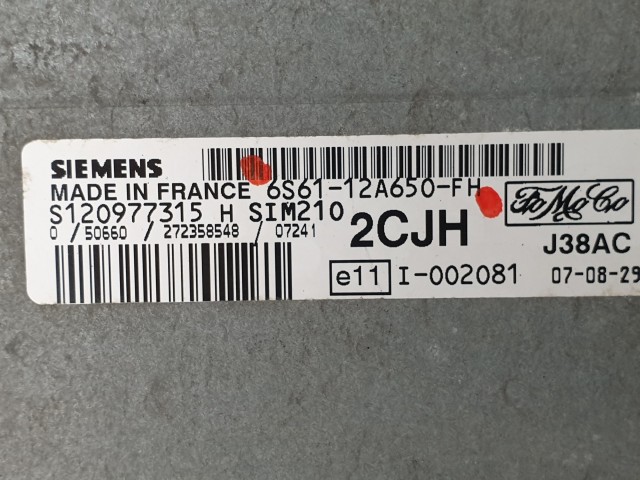 SIEMENS
MADE IN FRANCE 6S61-12A650-FH
S120977315 H SIM210
0 / 50660 / 272358548 / 07241
2CJH
FoMoCo
J38AC
e11 I-002081 07-08-29